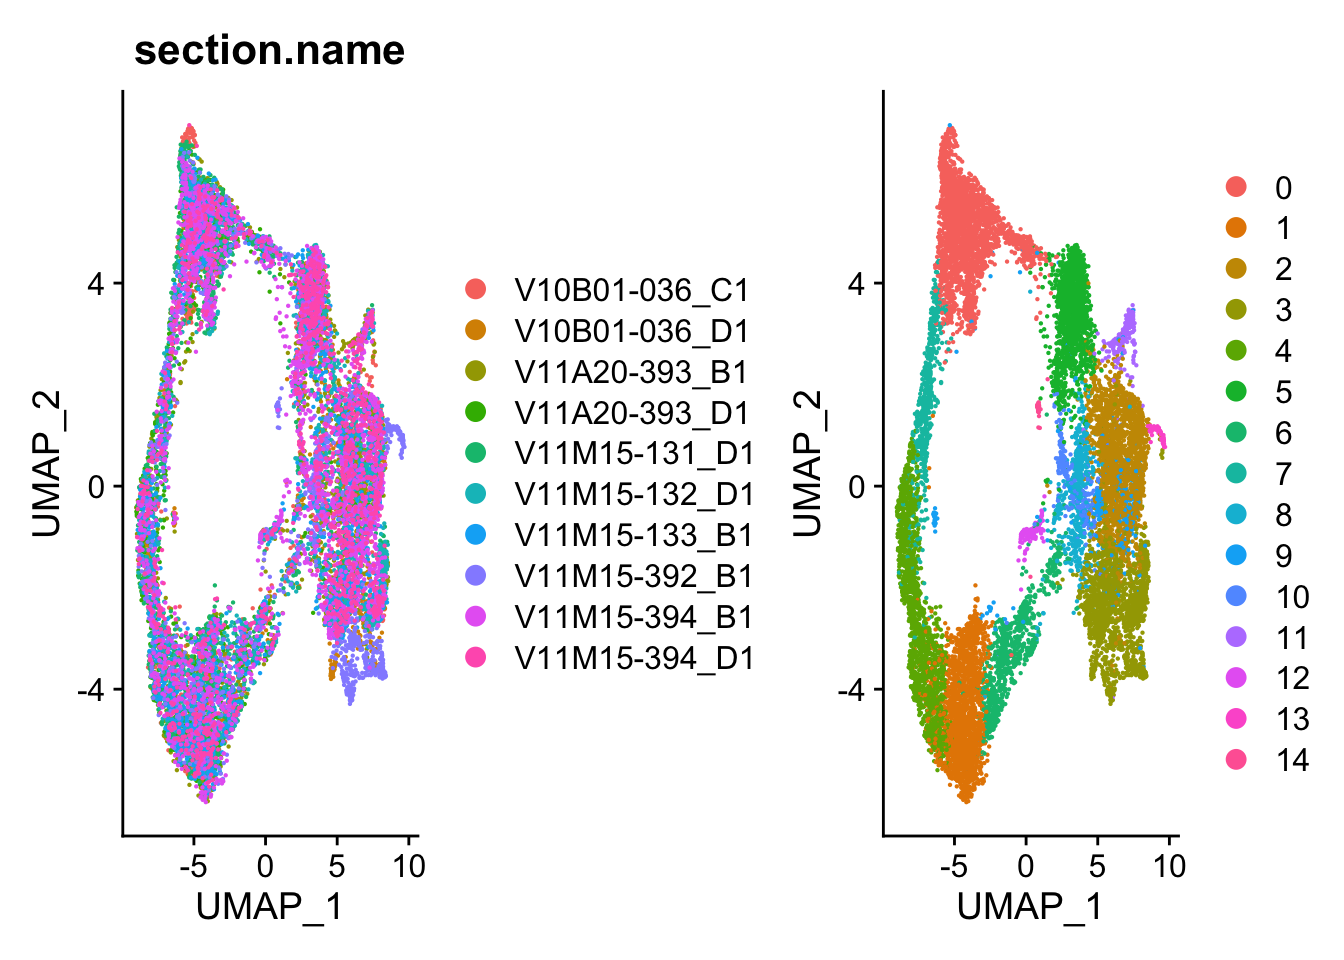 section.name
4
0
-4
-5 0 5 10
UMAP_1
UMAP_2
V10B01-036_C1
V10B01-036_D1
V11A20-393_B1
V11A20-393_D1
V11M15-131_D1
V11M15-132_D1
V11M15-133_B1
V11M15-392_B1
V11M15-394_B1
V11M15-394_D1
4
0
-4
-5 0 5 10
UMAP_1
UMAP_2
0
1
2
3
4
5
6
7
8
9
10
11
12
13
14